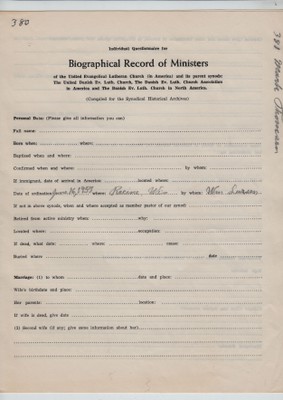 380
388 Mark Thomsen
Individual Questionnaire for
Biographical Record of Ministers
of the United Evangelical Lutheran Church (in America) and its parent synods:
The United Danish Ev. Luth. Church, The Danish Ev. Luth. Church Association
in America and The Danish Ev. Luth. Church in North America.
(Compiled for the Synodical Historical Archives)
Personal Data: (Please give all information you can)
Full name:
Born when: where:
Baptized when and where:
Confirmed when and where: by whom:
If immigrant, date of arrival in America: located where:
Date of ordination June 16, 1957 where: Racine Wi. by whom: Wm Larsen
If not in above synods, when and where accepted as member pastor of our synod
Retired from active ministry when: why:
Located where: occupation:
If dead, what date: where: cause:
Buried where date
Marriage: (1) to whom: date and place:
Wife's birthdate and place:
Her parents: location:
If wife is dead, give date
(If second wife (if any) give same information about her)